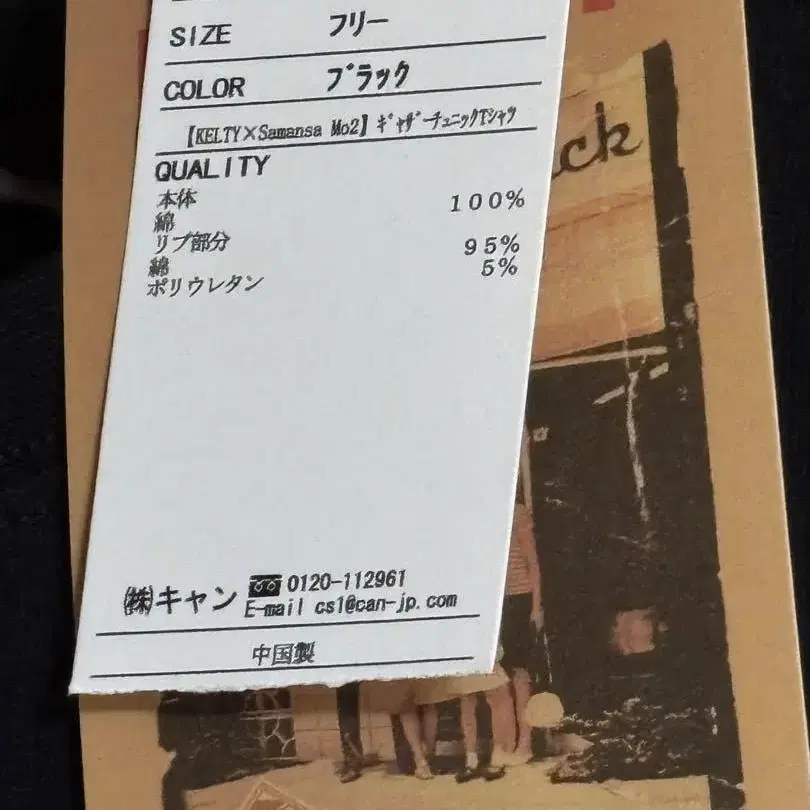 SIZE フリー
COLOR ブラック
【KELTY×Samansa Mo2】ｷﾞｬｻﾞｰﾁｭﾆｯｸTｼｬﾂ
QUALITY
本体
綿 100%
リブ部分
綿 95%
ポリウレタン 5%
㈱キャン 0120-112961
E-mail cs1@can-jp.com
中国製
ck